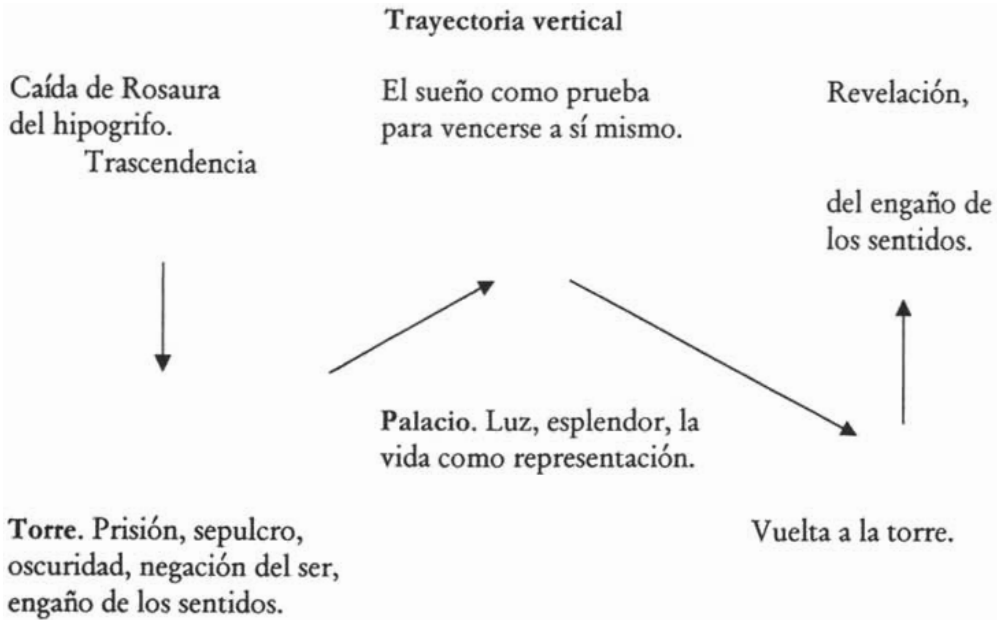 Trayectoria vertical
Caída de Rosaura
del hipogrifo.
Trascendencia
El sueño como prueba
para vencerse a sí mismo.
Revelación,
del engaño de
los sentidos.
Palacio. Luz, esplendor, la
vida como representación.
Torre. Prisión, sepulcro,
oscuridad, negación del ser,
engaño de los sentidos.
Vuelta a la torre.